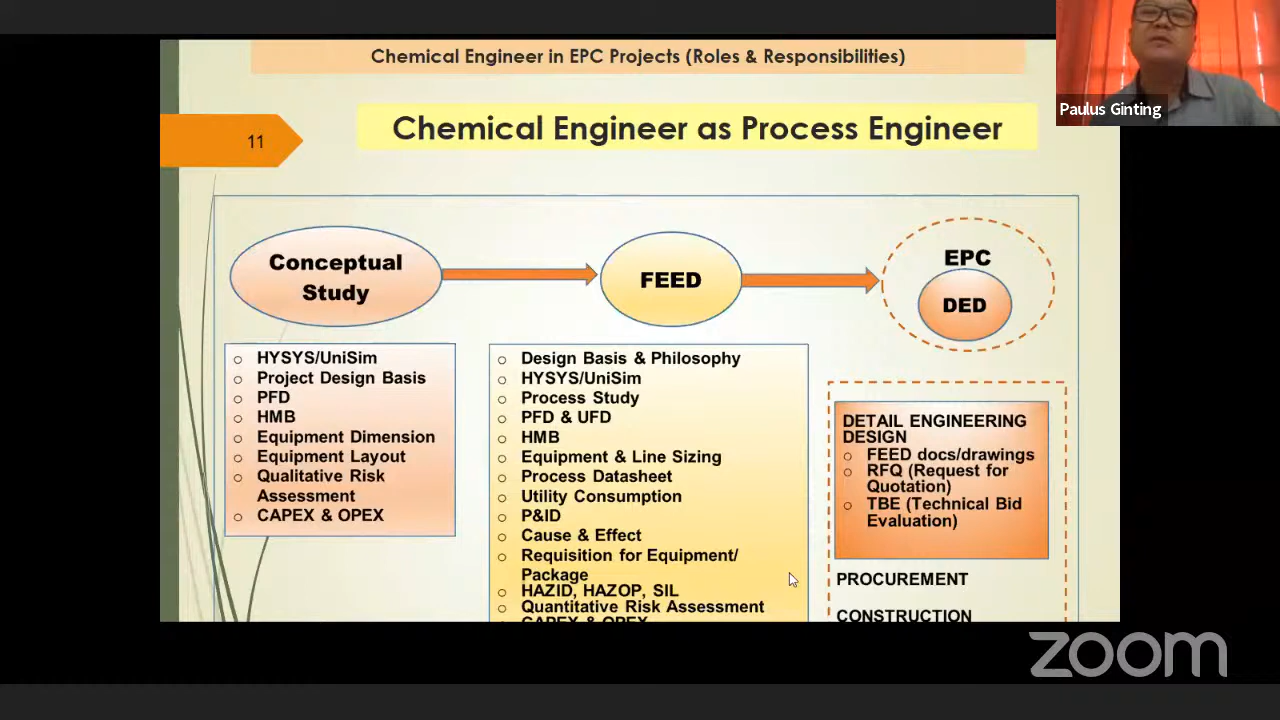 Chemical Engineer in EPC Projects (Roles & Responsibilities)
Paulus Ginting
11
Chemical Engineer as Process Engineer
Conceptual
Study
FEED
EPC
DED
HYSYS/UniSim
Project Design Basis
PFD
HMB
Equipment Dimension
Equipment Layout
Qualitative Risk
Assessment
CAPEX & OPEX
Design Basis & Philosophy
HYSYS/UniSim
Process Study
PFD & UFD
HMB
Equipment & Line Sizing
Process Datasheet
Utility Consumption
P&ID
Cause & Effect
Requisition for Equipment/
Package
HAZID, HAZOP, SIL
Quantitative Risk Assessment
CAPEX & OPEX
DETAIL ENGINEERING
DESIGN
FEED docs/drawings
RFQ (Request for
Quotation)
TBE (Technical Bid
Evaluation)
PROCUREMENT
CONSTRUCTION
zoom